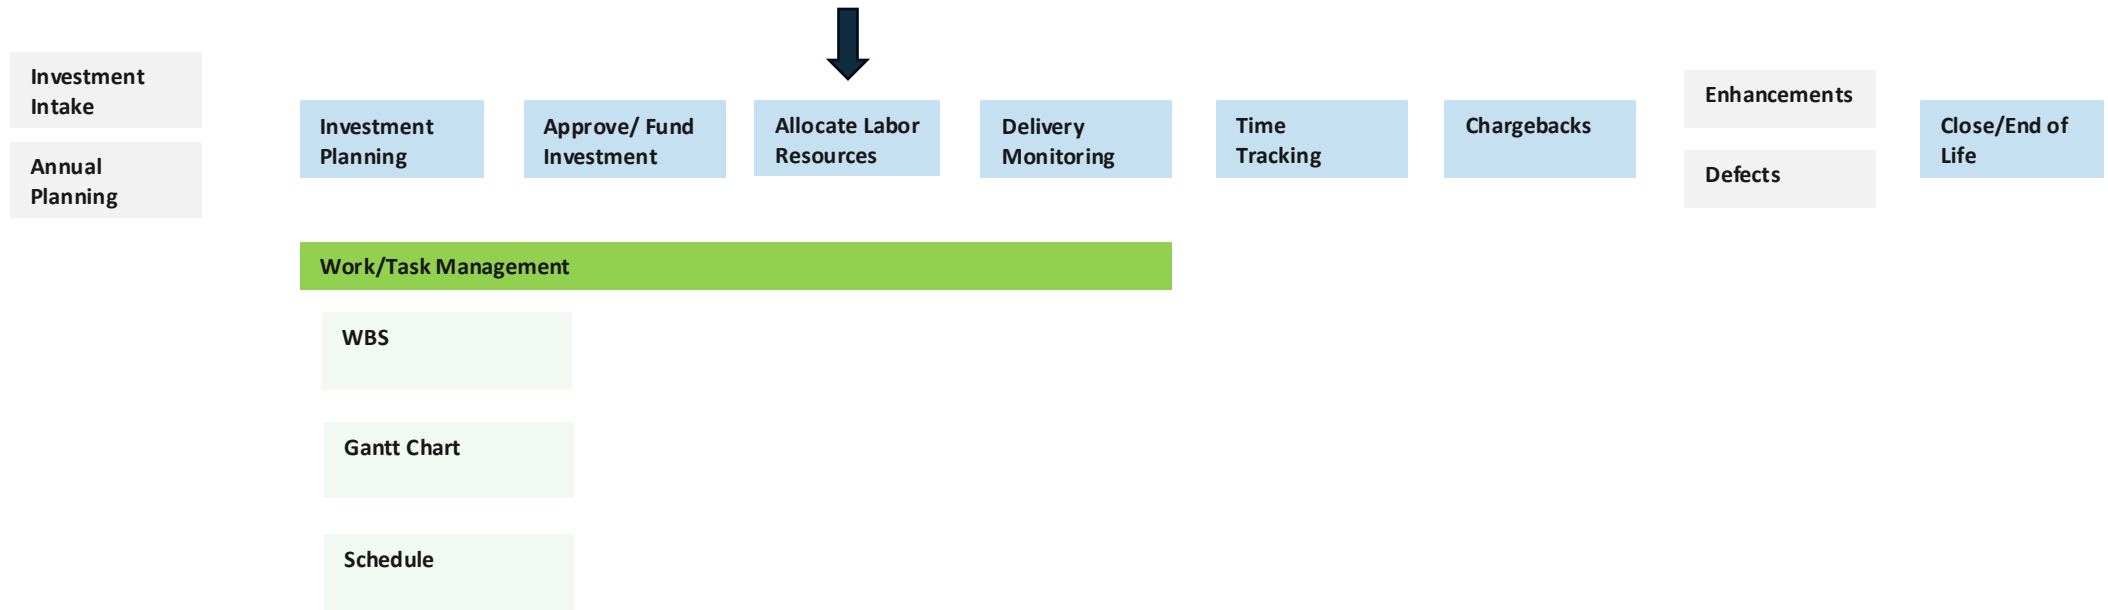 Investment
Intake
Annual
Planning
Investment
Planning
Approve/ Fund
Investment
Allocate Labor
Resources
Delivery
Monitoring
Time
Tracking
Chargebacks
Enhancements
Defects
Close/End of
Life
Work/Task Management
WBS
Gantt Chart
Schedule